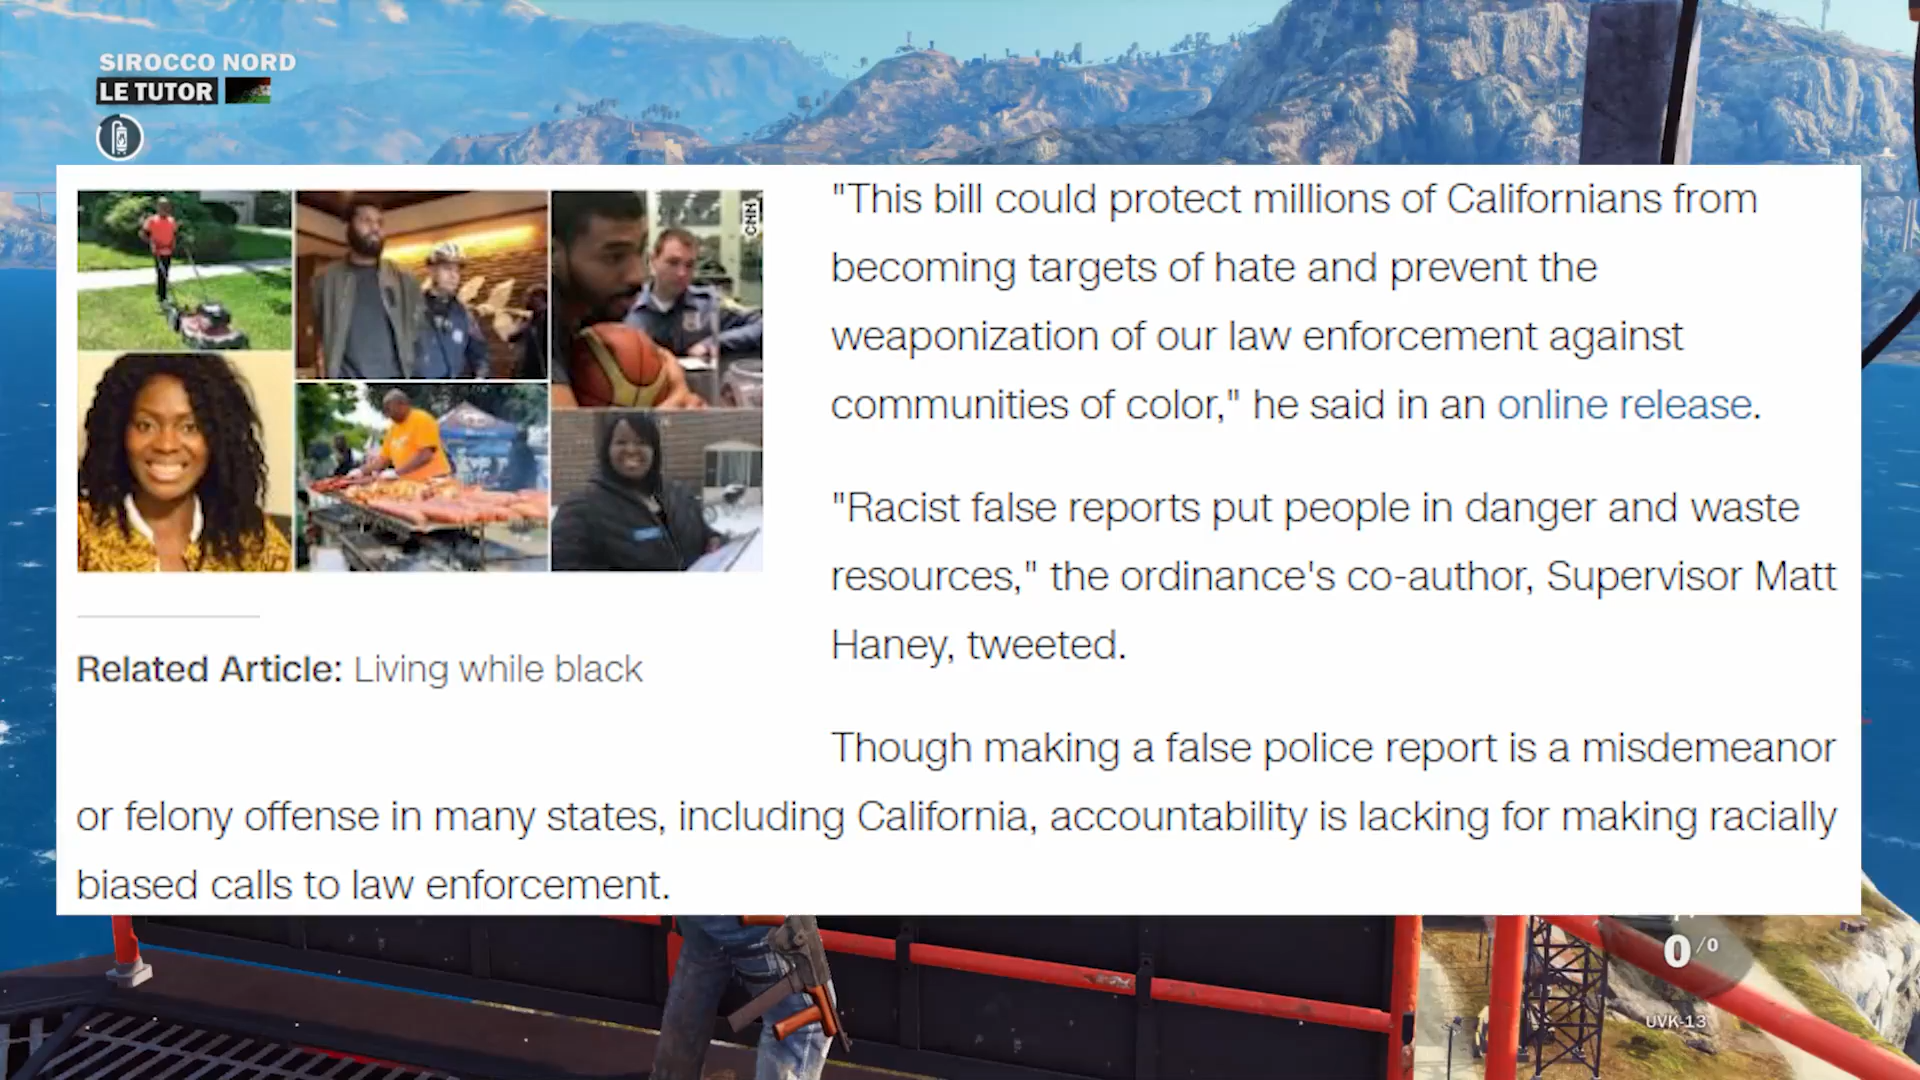 SIROCCO NORD
LE TUTOR
CNN
"This bill could protect millions of Californians from
becoming targets of hate and prevent the
weaponization of our law enforcement against
communities of color," he said in an online release.
"Racist false reports put people in danger and waste
resources," the ordinance's co-author, Supervisor Matt
Haney, tweeted.
Related Article: Living while black
Though making a false police report is a misdemeanor
or felony offense in many states, including California, accountability is lacking for making racially
biased calls to law enforcement.
0/0
UVK-13